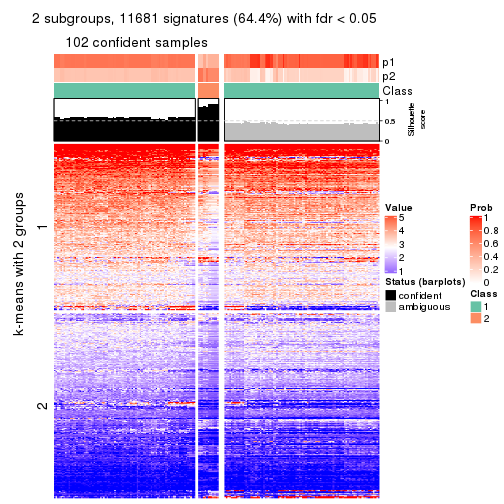 2 subgroups, 11681 signatures (64.4%) with fdr < 0.05
102 confident samples
p1
p2
Class
1
0.5
0
Silhouette
score
k-means with 2 groups
1
2
Value
5
4
3
2
1
Status (barplots)
confident
ambiguous
Prob
1
0.8
0.6
0.4
0.2
0
Class
1
2